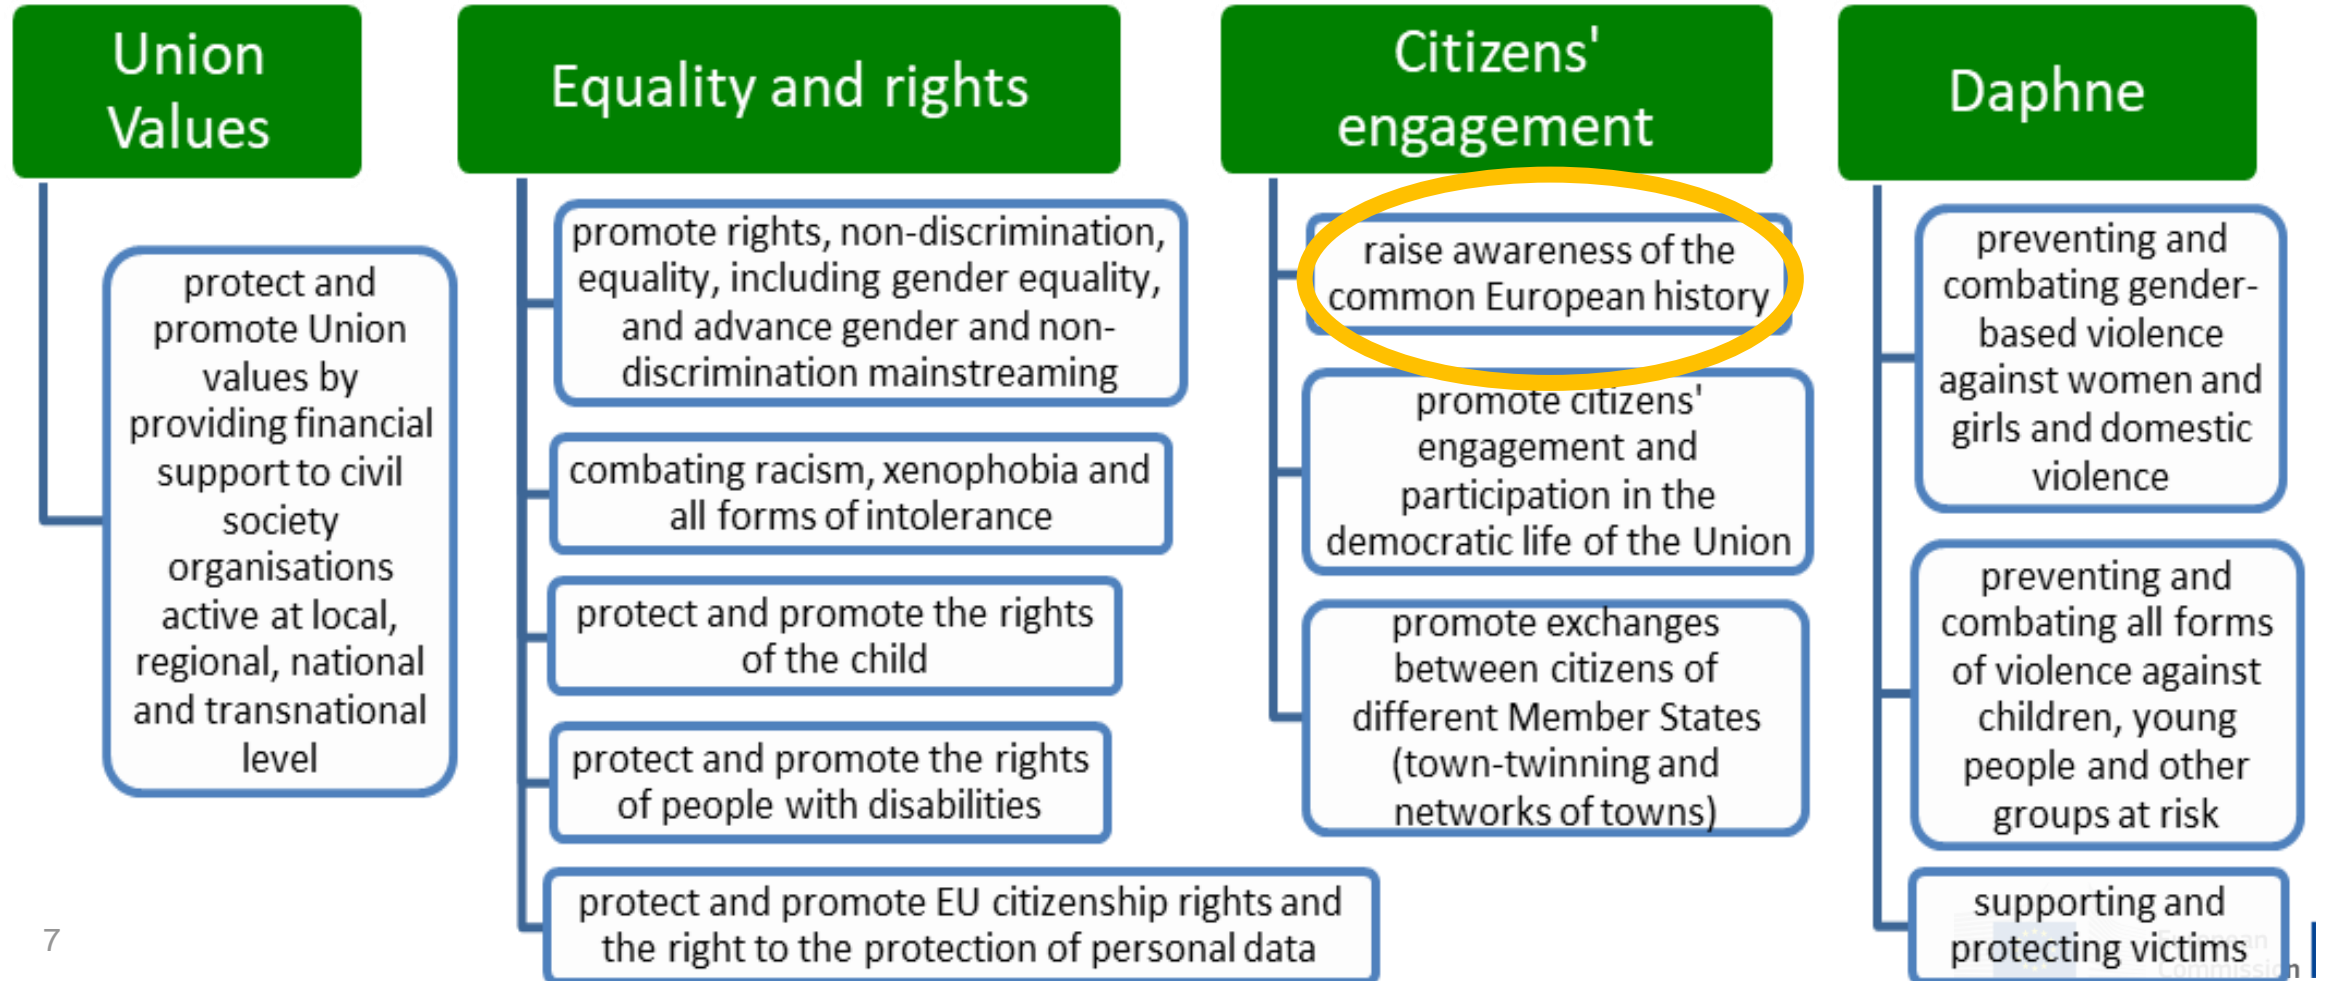 Union
Values
protect and
promote Union
values by
providing financial
support to civil
society
organisations
active at local,
regional, national
and transnational
level
Equality and rights
promote rights, non-discrimination,
equality, including gender equality,
and advance gender and non-
discrimination mainstreaming
combating racism, xenophobia and
all forms of intolerance
protect and promote the rights
of the child
protect and promote the rights
of people with disabilities
protect and promote EU citizenship rights and
the right to the protection of personal data
Citizens'
engagement
raise awareness of the
common European history
promote citizens'
engagement and
participation in the
democratic life of the Union
promote exchanges
between citizens of
different Member States
(town-twinning and
networks of towns)
Daphne
preventing and
combating gender-
based violence
against women and
girls and domestic
violence
preventing and
combating all forms
of violence against
children, young
people and other
groups at risk
supporting and
protecting victims
7
European
Commission